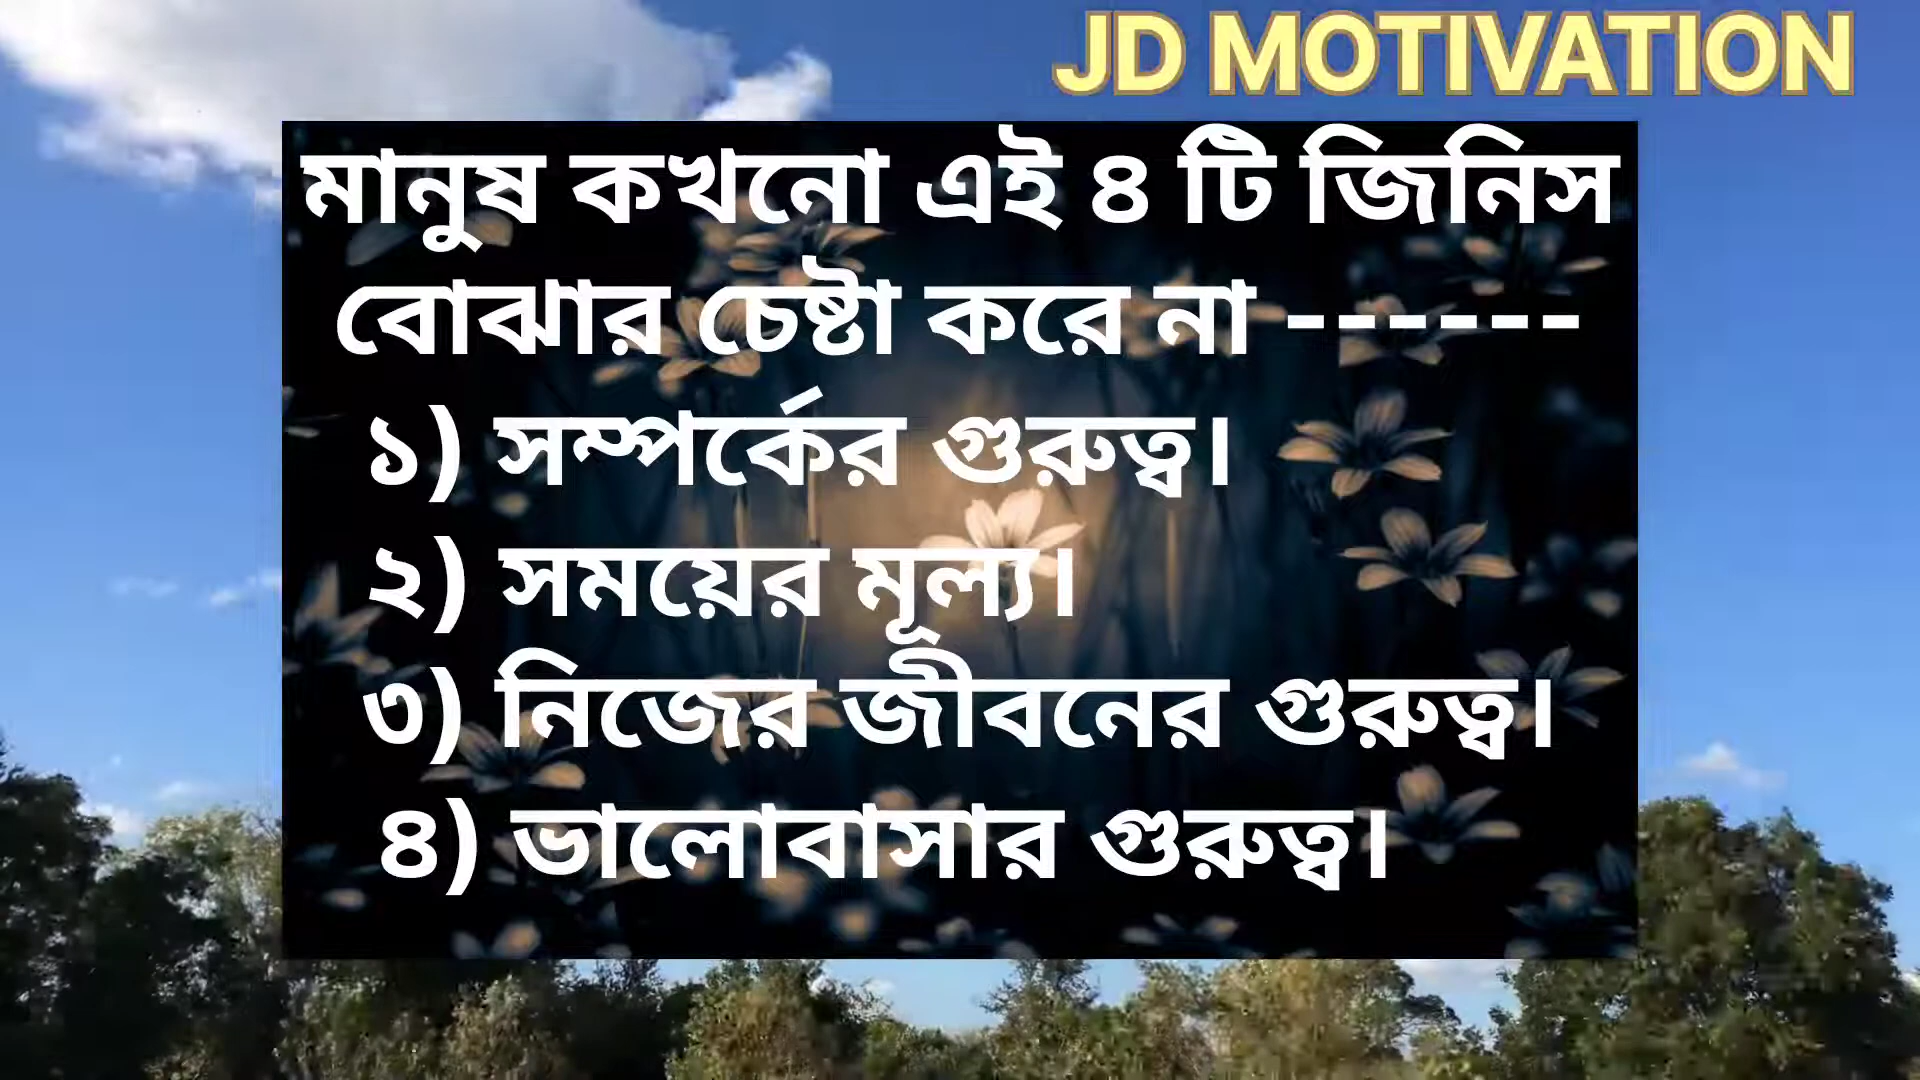 JD MOTIVATION
মানুষ কখনো এই ৪ টি জিনিস
বোঝার চেষ্টা করে না ------
১) সম্পর্কের গুরুত্ব।
২) সময়ের মূল্য।
৩) নিজের জীবনের গুরুত্ব।
৪) ভালোবাসার গুরুত্ব।